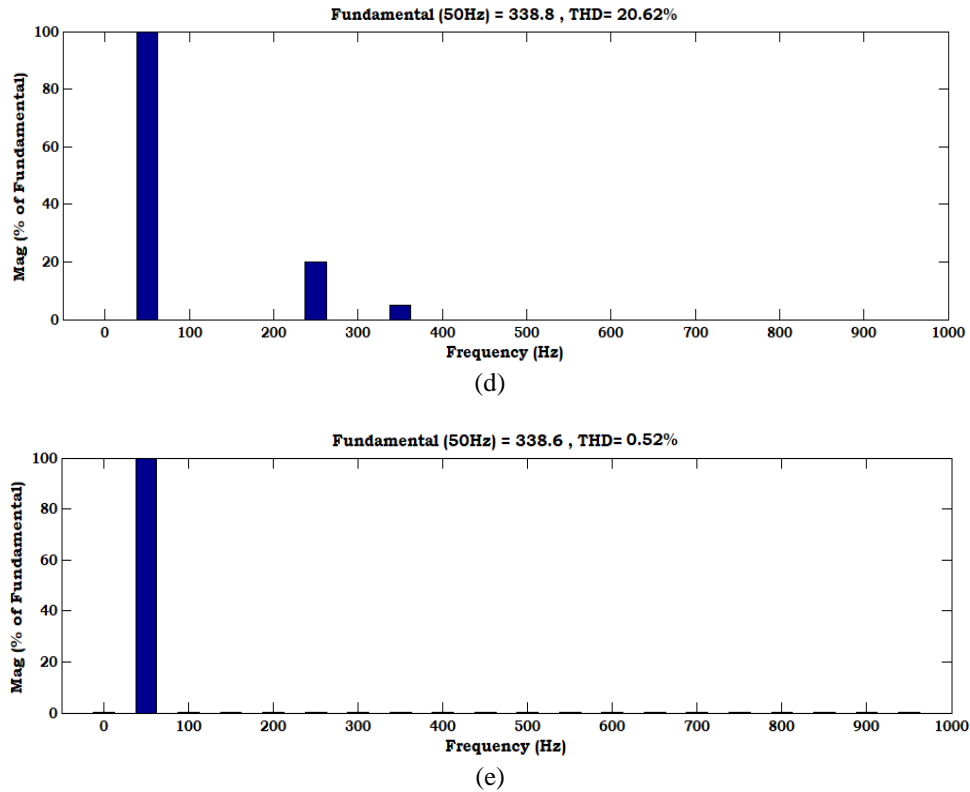 Fundamental (50Hz) = 338.8 , THD= 20.62%
100
80
60
40
20
0
Mag (% of Fundamental)
0 100 200 300 400 500 600 700 800 900 1000
Frequency (Hz)
(d)
Fundamental (50Hz) = 338.6 , THD= 0.52%
100
80
60
40
20
0
Mag (% of Fundamental)
0 100 200 300 400 500 600 700 800 900 1000
Frequency (Hz)
(e)